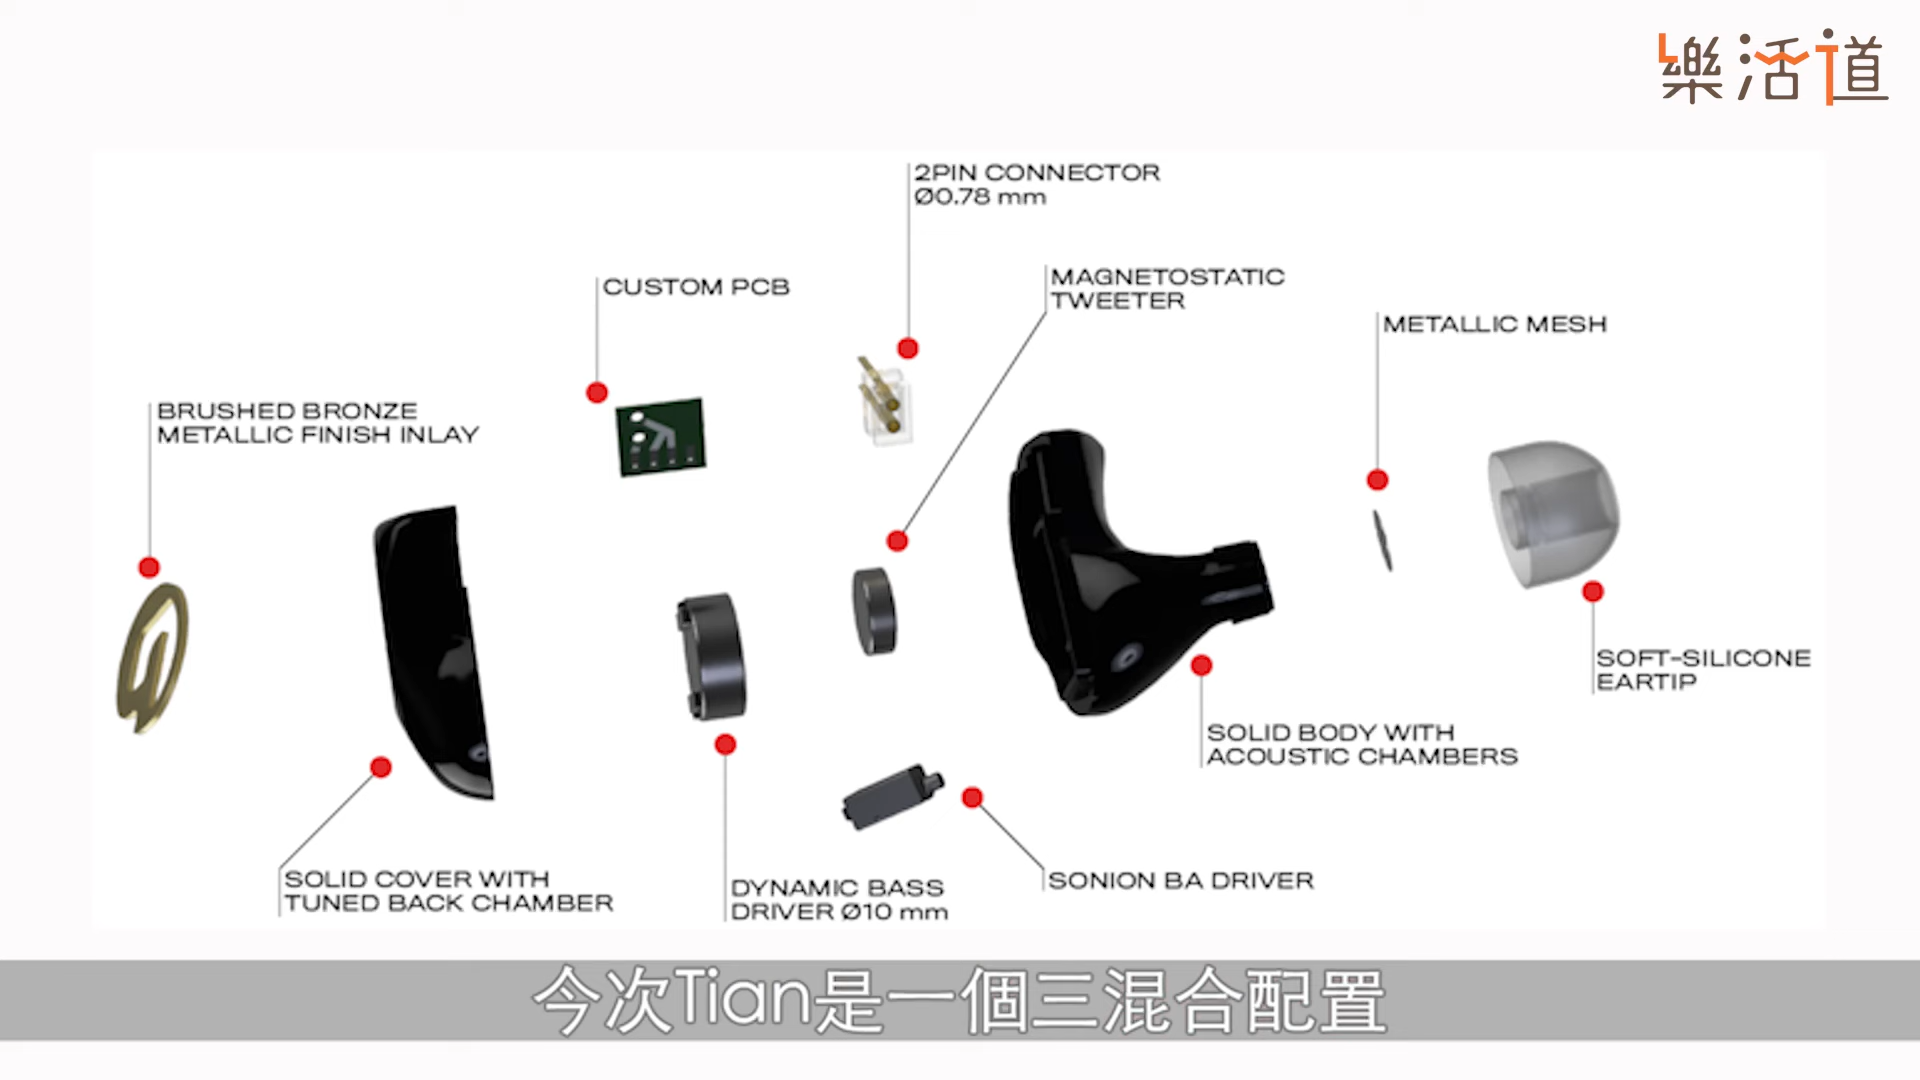 樂活道
2PIN CONNECTOR
Ø0.78 mm
MAGNETOSTATIC
TWEETER
CUSTOM PCB
METALLIC MESH
BRUSHED BRONZE
METALLIC FINISH INLAY
SOFT-SILICONE
EARTIP
SOLID BODY WITH
ACOUSTIC CHAMBERS
SOLID COVER WITH
TUNED BACK CHAMBER
DYNAMIC BASS
DRIVER Ø10 mm
SONION BA DRIVER
今次Tian是一個三混合配置